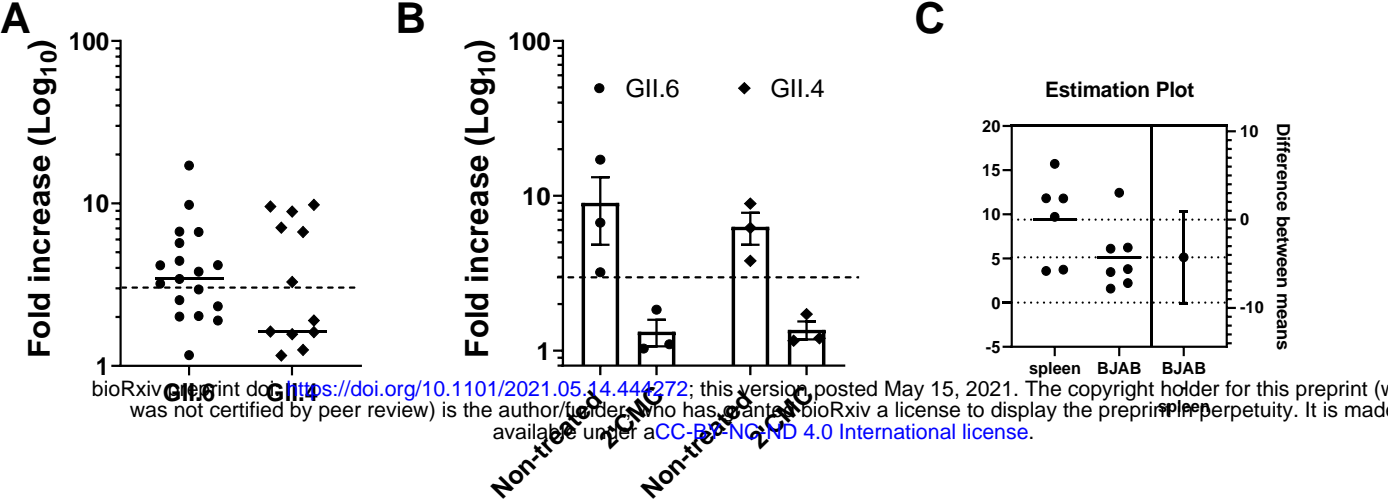 A
B
C
Fold increase (Log10)
100
10
1
GII.6
GII.4
Fold increase (Log10)
100
10
1
GII.6
GII.4
Non-treated
2'CMC
Non-treated
2'CMC
Estimation Plot
20
15
10
5
0
-5
10
0
-10
Difference between means
spleen
BJAB
BJAB
-
spleen
bioRxiv preprint doi: https://doi.org/10.1101/2021.05.14.444272; this version posted May 15, 2021. The copyright holder for this preprint (w
was not certified by peer review) is the author/funder, who has granted bioRxiv a license to display the preprint in perpetuity. It is made
available under aCC-BY-NC-ND 4.0 International license.